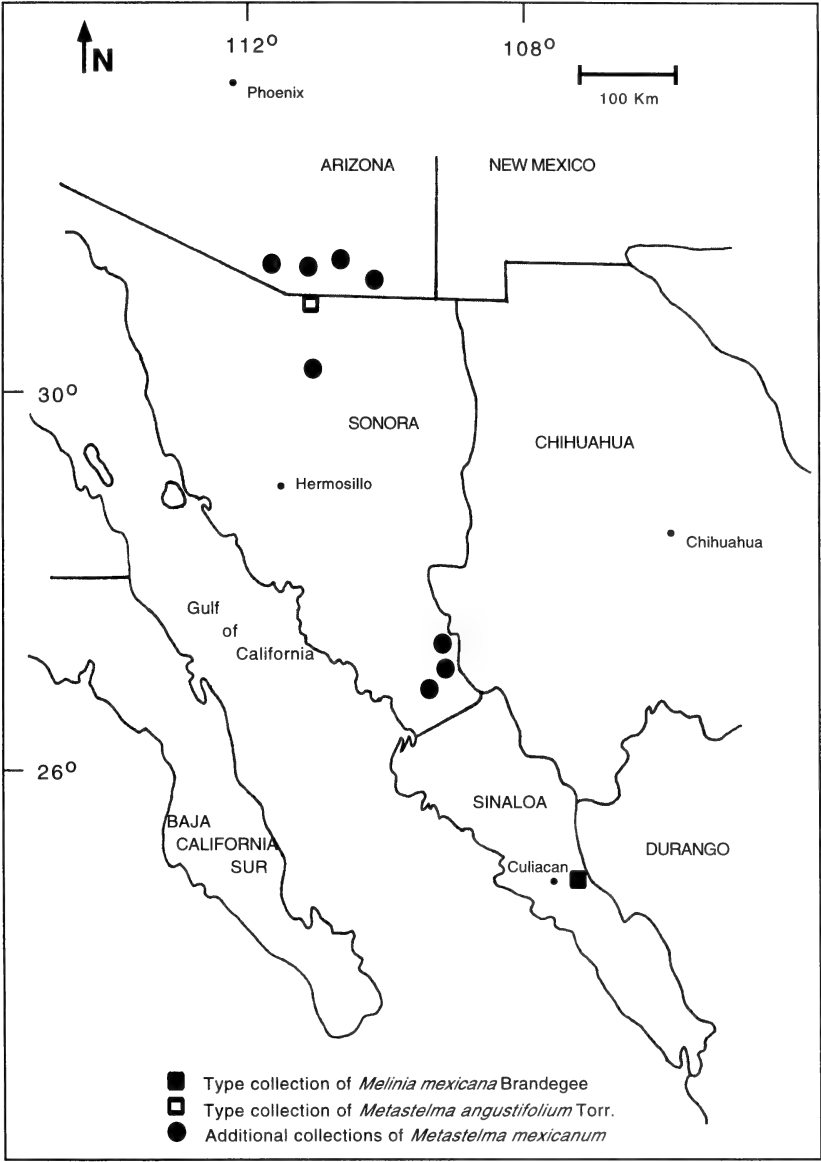 112°
108°
N
Phoenix
100 Km
ARIZONA
NEW MEXICO
30°
SONORA
CHIHUAHUA
Hermosillo
Chihuahua
Gulf
of
California
26°
SINALOA
BAJA
CALIFORNIA
SUR
DURANGO
Culiacan
Type collection of Melinia mexicana Brandegee
Type collection of Metastelma angustifolium Torr.
Additional collections of Metastelma mexicanum